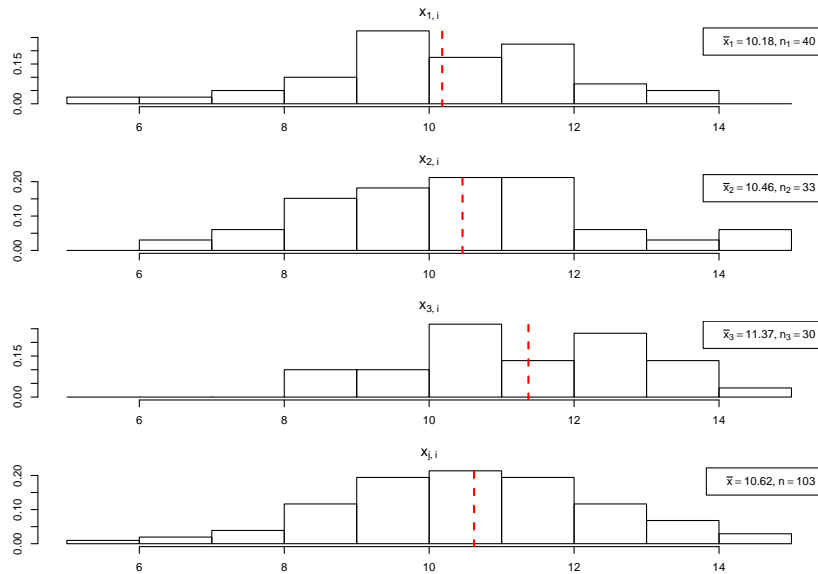 x₁, ᵢ
x̅₁ = 10.18, n₁ = 40
0.00 0.15
6 8 10 12 14
x₂, ᵢ
x̅₂ = 10.46, n₂ = 33
0.00 0.10 0.20
6 8 10 12 14
x₃, ᵢ
x̅₃ = 11.37, n₃ = 30
0.00 0.15
6 8 10 12 14
xⱼ, ᵢ
x̅ = 10.62, n = 103
0.00 0.10 0.20
6 8 10 12 14